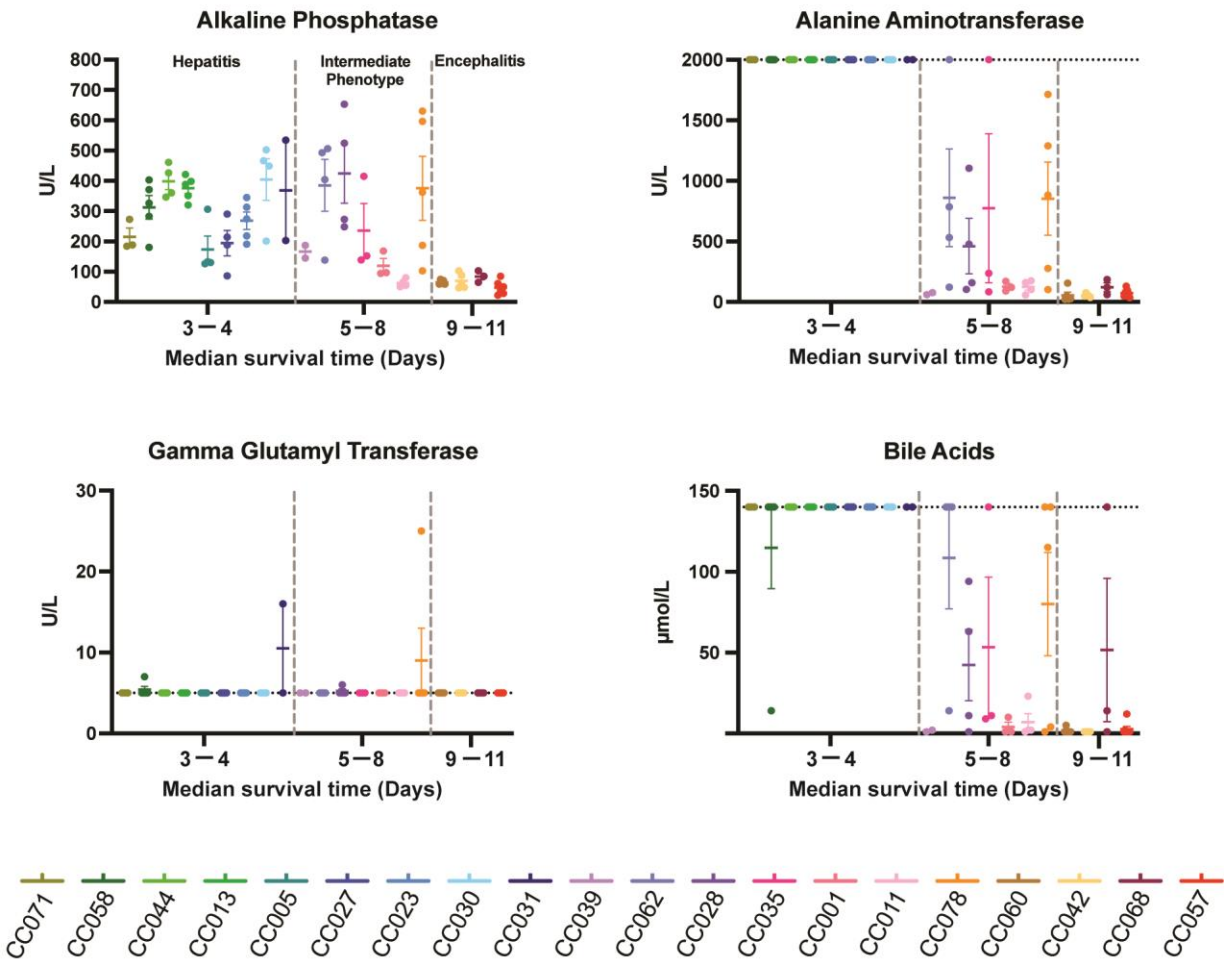 Alkaline Phosphatase
Hepatitis
Intermediate
Phenotype
Encephalitis
800
700
600
500
400
300
200
100
0
U/L
3 — 4
5 — 8
9 — 11
Median survival time (Days)
Alanine Aminotransferase
2000
1500
1000
500
0
U/L
3 — 4
5 — 8
9 — 11
Median survival time (Days)
Gamma Glutamyl Transferase
30
20
10
0
U/L
3 — 4
5 — 8
9 — 11
Median survival time (Days)
Bile Acids
150
100
50
µmol/L
3 — 4
5 — 8
9 — 11
Median survival time (Days)
CC071
CC058
CC044
CC013
CC005
CC027
CC023
CC030
CC031
CC039
CC062
CC028
CC035
CC001
CC011
CC078
CC060
CC042
CC068
CC057